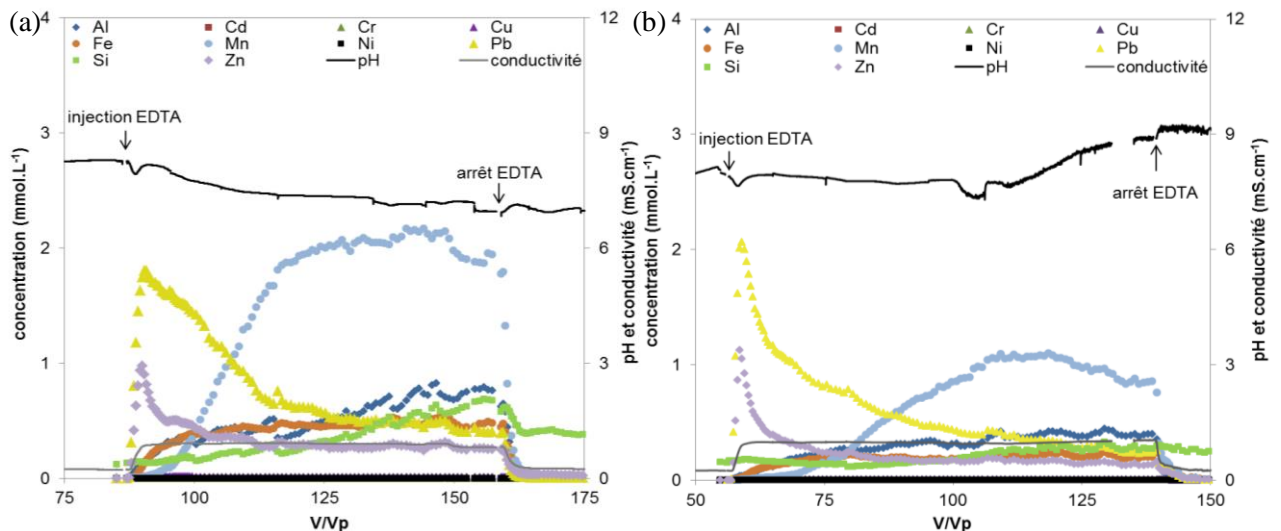 (a)
4
3
2
1
0
concentration (mmol.L⁻¹)
Al Cd Cr Cu
Fe Mn Ni Pb
Si Zn pH conductivité
injection EDTA
arrêt EDTA
12
9
6
3
0
pH et conductivité (mS.cm⁻¹)
75 100 125 150 175
V/Vp
(b)
4
3
2
1
0
concentration (mmol.L⁻¹)
Al Cd Cr Cu
Fe Mn Ni Pb
Si Zn pH conductivité
injection EDTA
arrêt EDTA
12
9
6
3
0
pH et conductivité (mS.cm⁻¹)
50 75 100 125 150
V/Vp